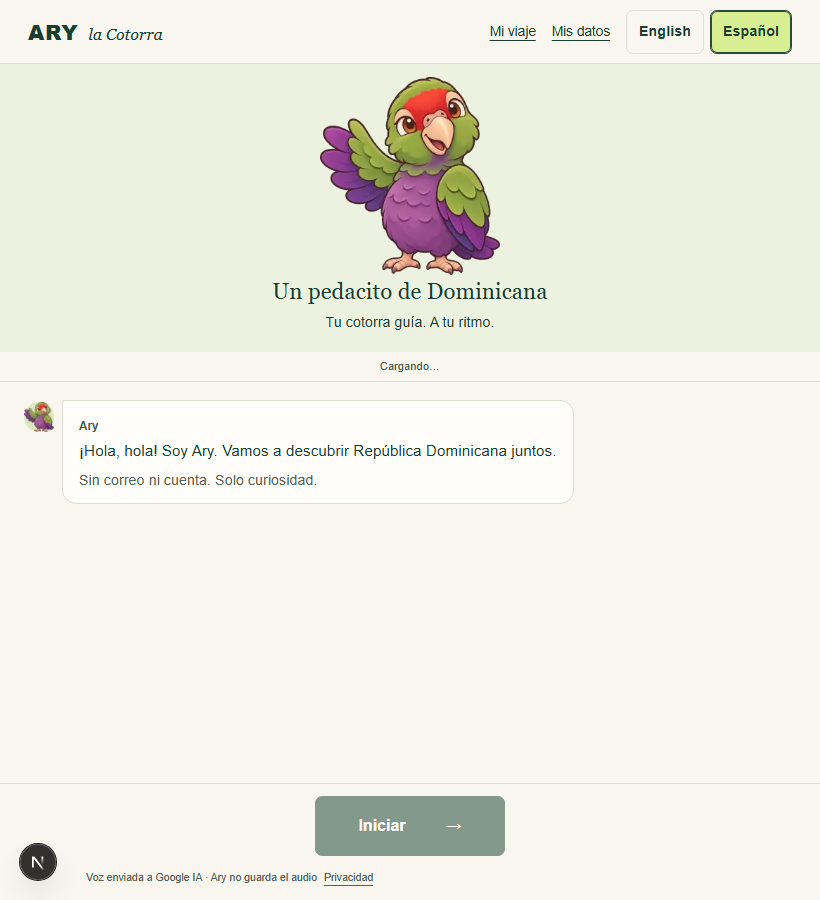 ARY la Cotorra
Mi viaje
Mis datos
English
Español
Un pedacito de Dominicana
Tu cotorra guía. A tu ritmo.
Cargando…
Ary
¡Hola, hola! Soy Ary. Vamos a descubrir República Dominicana juntos.
Sin correo ni cuenta. Solo curiosidad.
Iniciar →
N
Voz enviada a Google IA · Ary no guarda el audio Privacidad